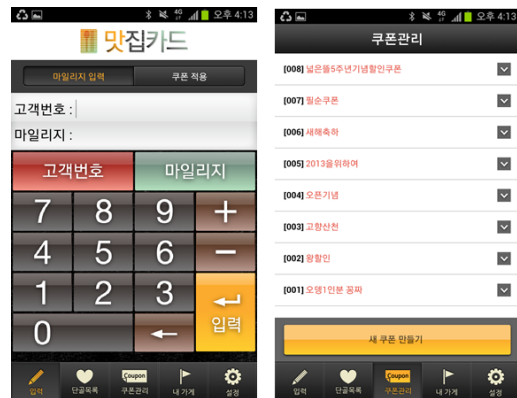 4G 오후 4:13
맛집카드
마일리지 입력 쿠폰 적용
고객번호 :
마일리지 :
고객번호 마일리지
7 8 9 +
4 5 6 −
1 2 3
0 ← 입력
입력 단골목록 쿠폰관리 내 가게 설정
Coupon
4G 오후 4:13
쿠폰관리
[008] 넓은뜰5주년기념할인쿠폰
[007] 필순쿠폰
[006] 새해축하
[005] 2013을위하여
[004] 오픈기념
[003] 고향산천
[002] 왕할인
[001] 오뎅1인분 꽁짜
새 쿠폰 만들기
입력 단골목록 쿠폰관리 내 가게 설정
Coupon